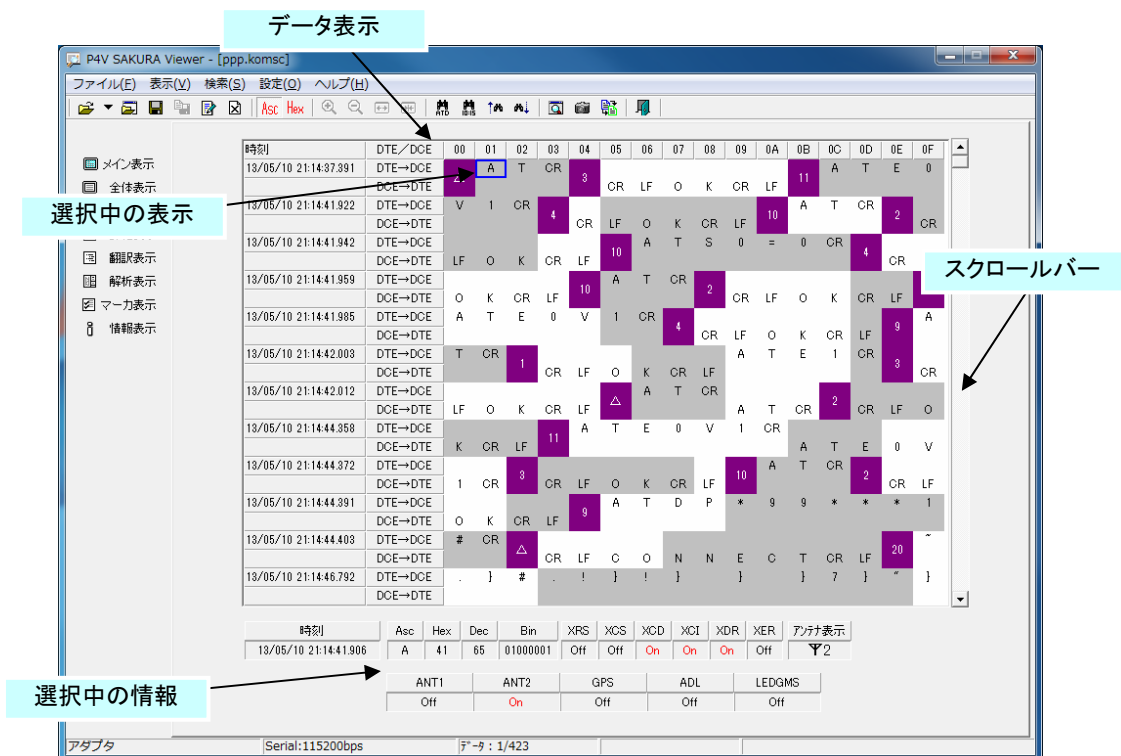 データ表示
P4V SAKURA Viewer - [ppp.komsc]
ファイル(F) 表示(V) 検索(S) 設定(O) ヘルプ(H)
Asc Hex ATD
メイン表示
全体表示
選択中の表示
翻訳表示
解析表示
マーカ表示
情報表示
時刻 DTE/DCE 00 01 02 03 04 05 06 07 08 09 0A 0B 0C 0D 0E 0F
13/05/10 21:14:37.391 DTE→DCE A T CR 3 11 A T E 0
DCE→DTE CR LF O K CR LF
13/05/10 21:14:41.922 DTE→DCE V 1 CR 4 10 A T CR 2
DCE→DTE CR LF O K CR LF CR
13/05/10 21:14:41.942 DTE→DCE 10 A T S 0 = 0 CR 4
DCE→DTE LF O K CR LF CR
スクロールバー
13/05/10 21:14:41.959 DTE→DCE 10 A T CR 2
DCE→DTE O K CR LF CR LF O K CR LF
13/05/10 21:14:41.985 DTE→DCE A T E 0 V 1 CR 4 9 A
DCE→DTE CR LF O K CR LF
13/05/10 21:14:42.003 DTE→DCE T CR 1 A T E 1 CR 3
DCE→DTE CR LF O K CR LF CR
13/05/10 21:14:42.012 DTE→DCE △ A T CR 2
DCE→DTE LF O K CR LF A T CR CR LF O
13/05/10 21:14:44.358 DTE→DCE 11 A T E 0 V 1 CR
DCE→DTE K CR LF A T E 0 V
13/05/10 21:14:44.372 DTE→DCE 3 10 A T CR 2
DCE→DTE 1 CR CR LF O K CR LF CR LF
13/05/10 21:14:44.391 DTE→DCE 9 A T D P * 9 9 * * * 1
DCE→DTE O K CR LF
13/05/10 21:14:44.403 DTE→DCE # CR △ 20 ~
DCE→DTE CR LF C O N N E C T CR LF
13/05/10 21:14:46.792 DTE→DCE . } # . ! } ! } } } 7 } " }
DCE→DTE
時刻 Asc Hex Dec Bin XRS XCS XCD XCI XDR XER アンテナ表示
13/05/10 21:14:41.906 A 41 65 01000001 Off Off On On On Off 2
選択中の情報
ANT1 ANT2 GPS ADL LEDGMS
Off On Off Off Off
アダプタ Serial:115200bps データ : 1/423